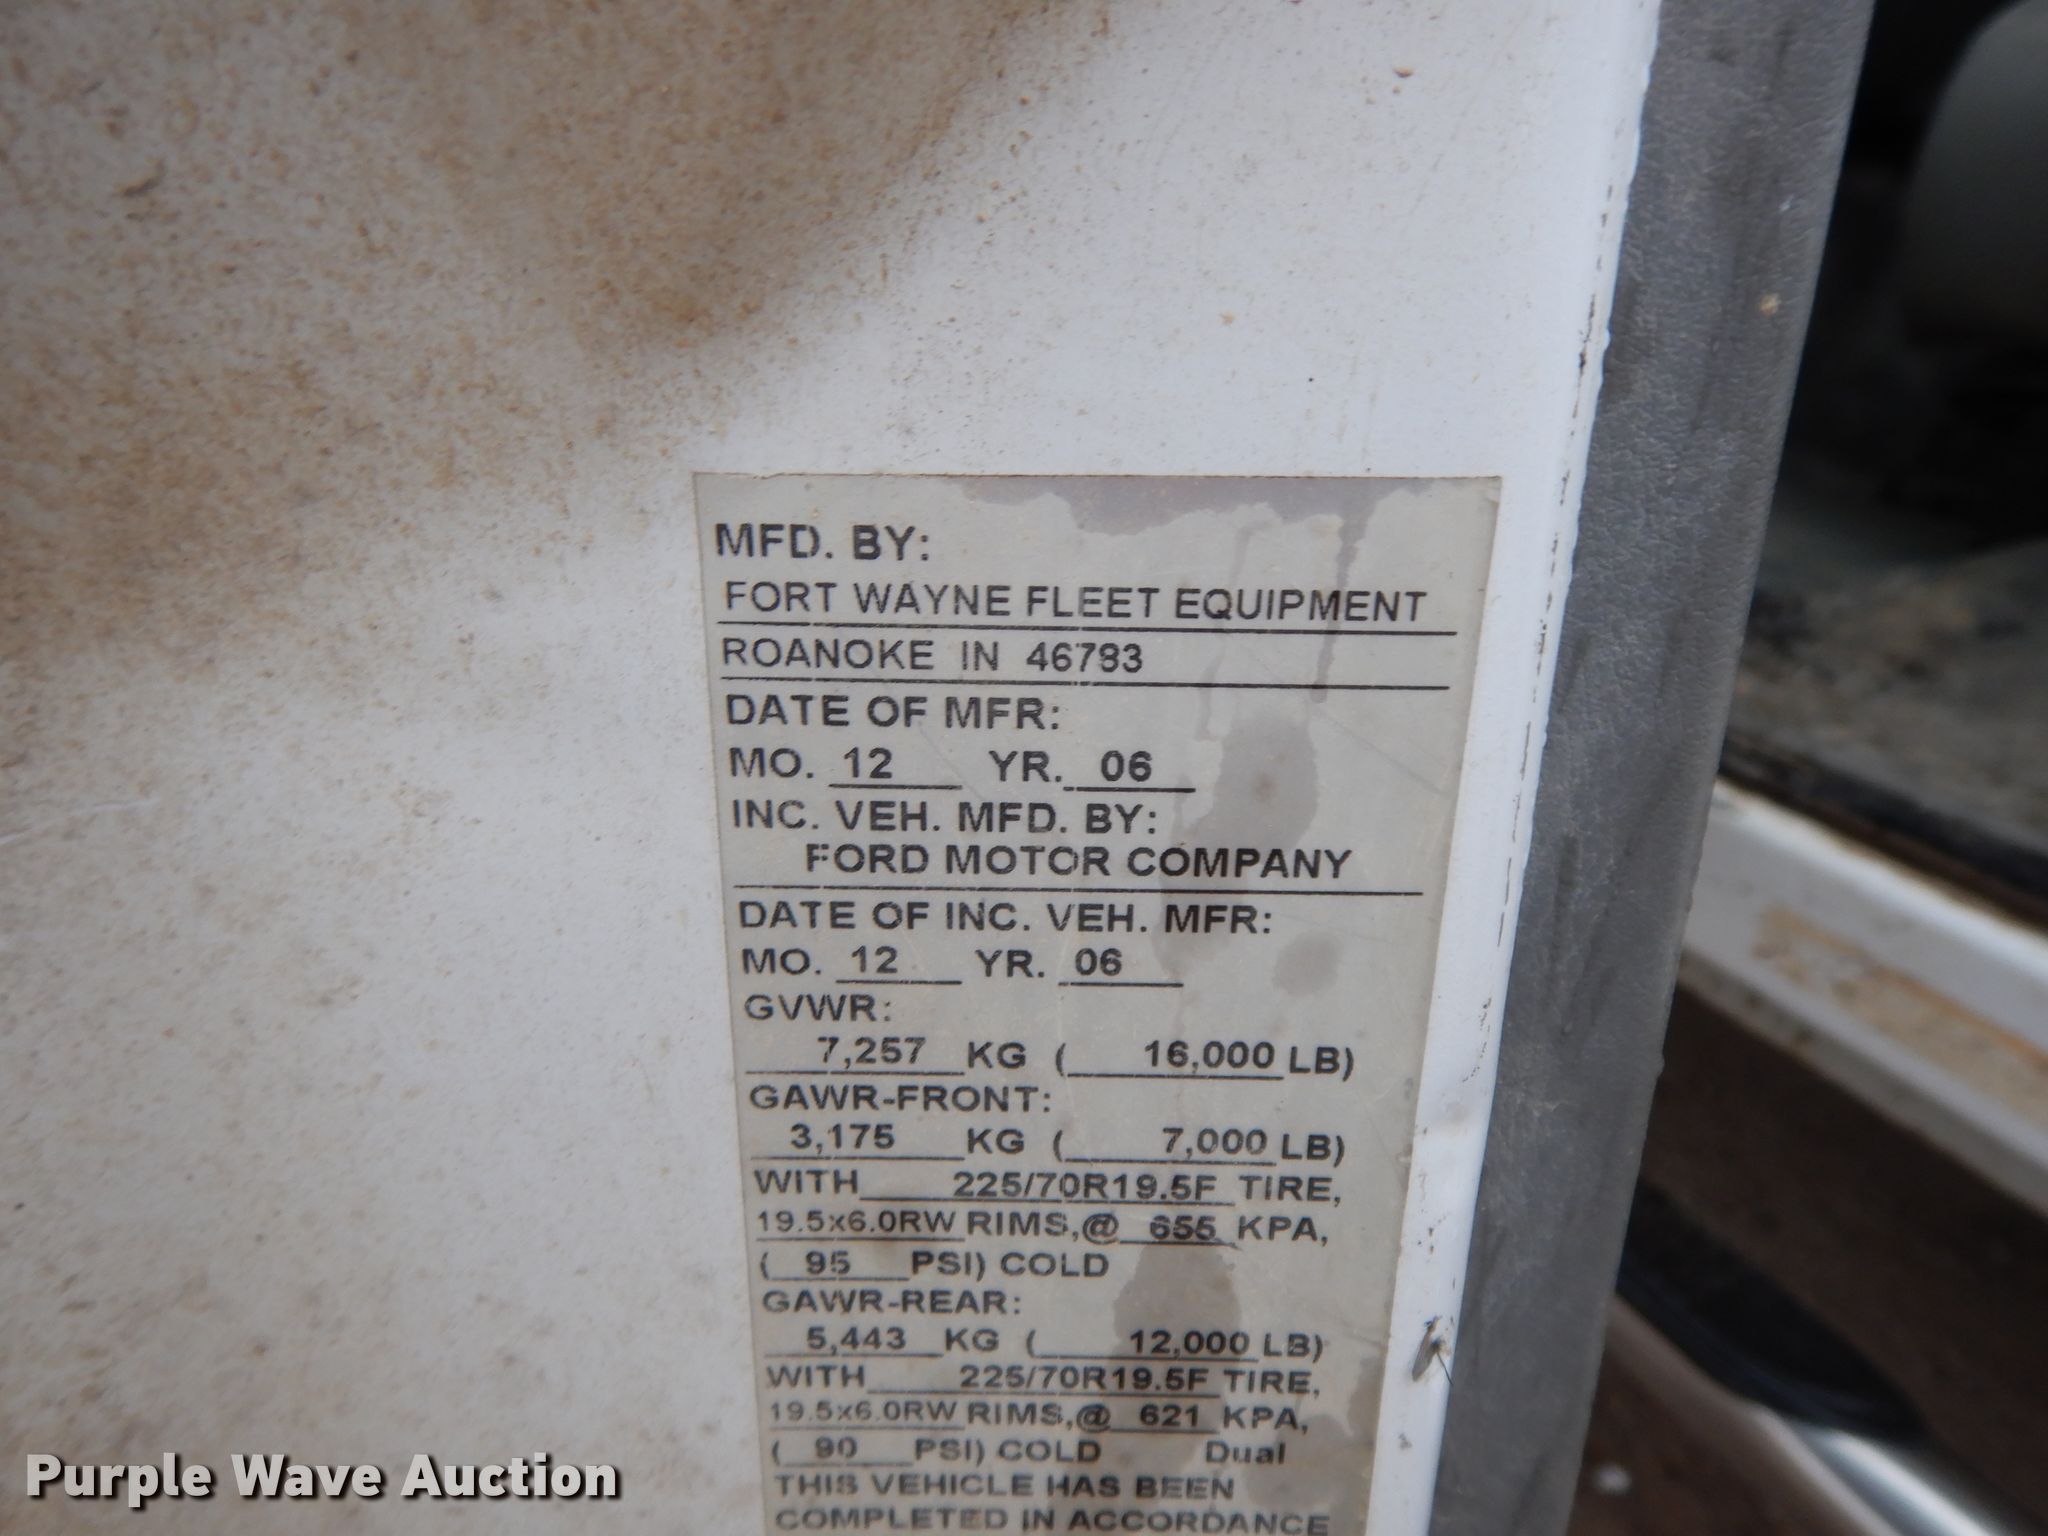 MFD. BY:
FORT WAYNE FLEET EQUIPMENT
ROANOKE IN 46783
DATE OF MFR:
MO. 12 YR. 06
INC. VEH. MFD. BY:
FORD MOTOR COMPANY
DATE OF INC. VEH. MFR:
MO. 12 YR. 06
GVWR:
7,257 KG ( 16,000 LB)
GAWR-FRONT:
3,175 KG ( 7,000 LB)
WITH 225/70R19.5F TIRE,
19.5x6.0RW RIMS,@ 655 KPA,
( 95 PSI) COLD
GAWR-REAR:
5,443 KG ( 12,000 LB)
WITH 225/70R19.5F TIRE,
19.5x6.0RW RIMS,@ 621 KPA,
( 90 PSI) COLD Dual
THIS VEHICLE HAS BEEN
COMPLETED IN ACCORDANCE
Purple Wave Auction